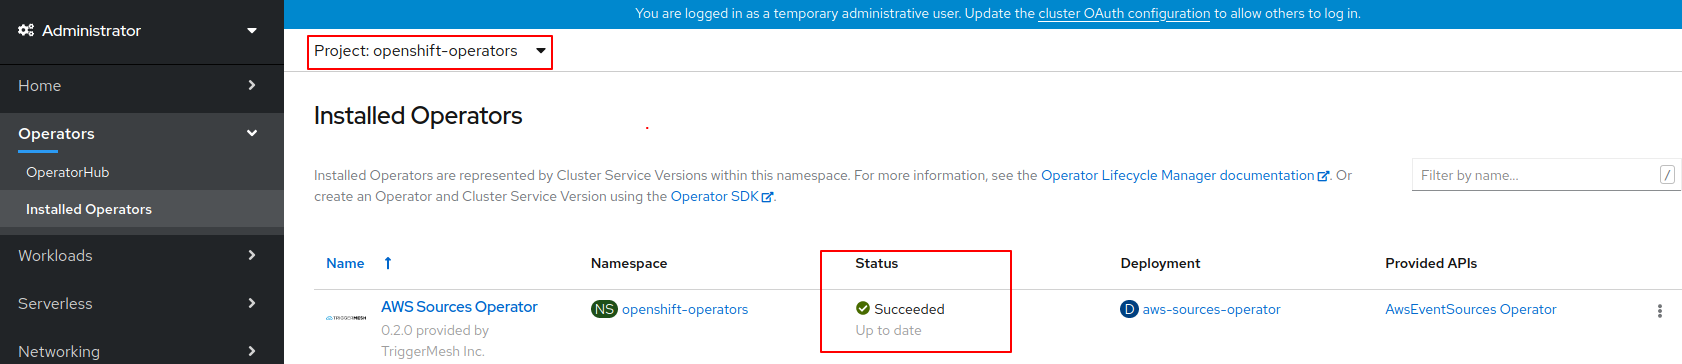 You are logged in as a temporary administrative user. Update the cluster OAuth configuration to allow others to log in.
Administrator
Home
Operators
OperatorHub
Installed Operators
Workloads
Serverless
Networking
Project: openshift-operators
Installed Operators
Installed Operators are represented by Cluster Service Versions within this namespace. For more information, see the Operator Lifecycle Manager documentation. Or
create an Operator and Cluster Service Version using the Operator SDK.
Filter by name...
/
Name Namespace Status Deployment Provided APIs
TRIGGERMESH AWS Sources Operator NS openshift-operators Succeeded D aws-sources-operator AwsEventSources Operator
0.2.0 provided by Up to date
TriggerMesh Inc.